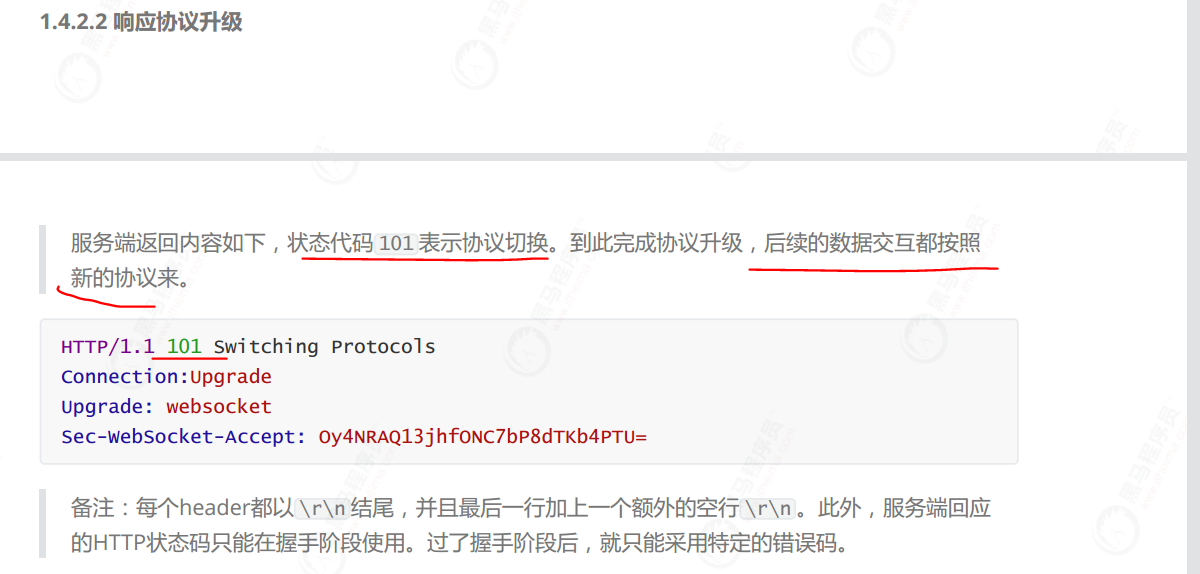 1.4.2.2 响应协议升级
服务端返回内容如下，状态代码 101 表示协议切换。到此完成协议升级，后续的数据交互都按照
新的协议来。
HTTP/1.1 101 Switching Protocols
Connection:Upgrade
Upgrade: websocket
Sec-WebSocket-Accept: Oy4NRAQ13jhfONC7bP8dTKb4PTU=
备注：每个header都以 \r\n 结尾，并且最后一行加上一个额外的空行 \r\n 。此外，服务端回应
的HTTP状态码只能在握手阶段使用。过了握手阶段后，就只能采用特定的错误码。